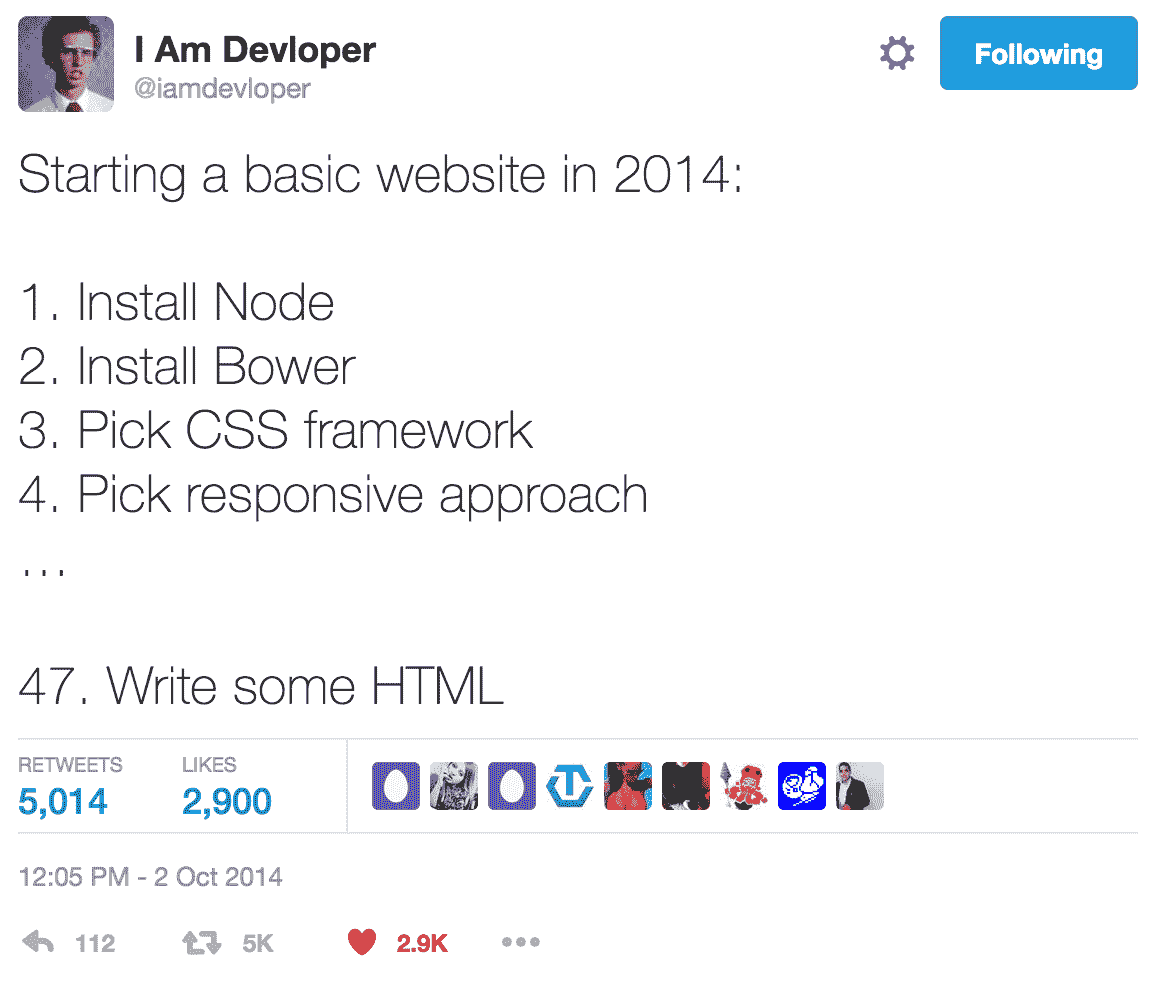 I Am Devloper
@iamdevloper
Following
Starting a basic website in 2014:
1. Install Node
2. Install Bower
3. Pick CSS framework
4. Pick responsive approach
...
47. Write some HTML
RETWEETS
5,014
LIKES
2,900
12:05 PM - 2 Oct 2014
112
5K
2.9K